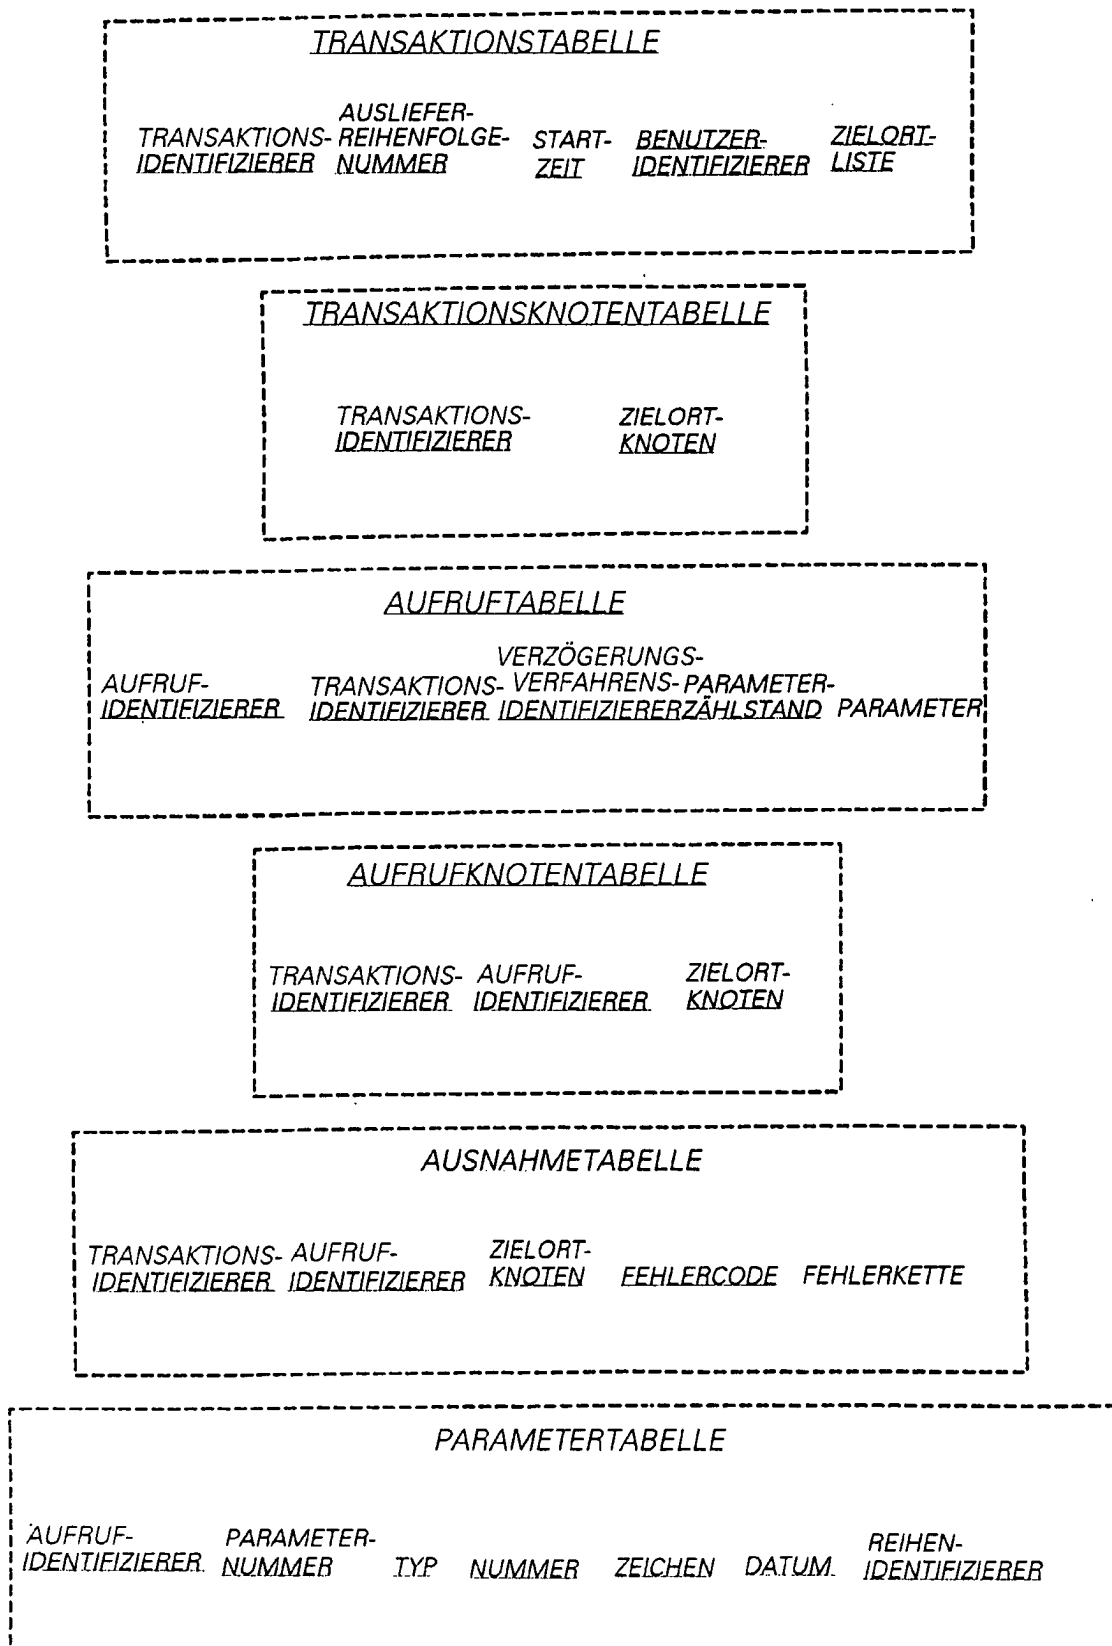 TRANSAKTIONSTABELLE
AUSLIEFER-
TRANSAKTIONS- REIHENFOLGE- START- BENUTZER- ZIELORT-
IDENTIFIZIERER NUMMER ZEIT IDENTIFIZIERER LISTE
TRANSAKTIONSKNOTENTABELLE
TRANSAKTIONS- ZIELORT-
IDENTIFIZIERER KNOTEN
AUFRUFTABELLE
VERZÖGERUNGS-
AUFRUF- TRANSAKTIONS- VERFAHRENS- PARAMETER-
IDENTIFIZIERER IDENTIFIZIERER IDENTIFIZIERER ZÄHLSTAND PARAMETER
AUFRUFKNOTENTABELLE
TRANSAKTIONS- AUFRUF- ZIELORT-
IDENTIFIZIERER IDENTIFIZIERER KNOTEN
AUSNAHMETABELLE
TRANSAKTIONS- AUFRUF- ZIELORT-
IDENTIFIZIERER IDENTIFIZIERER KNOTEN FEHLERCODE FEHLERKETTE
PARAMETERTABELLE
AUFRUF- PARAMETER- REIHEN-
IDENTIFIZIERER NUMMER TYP NUMMER ZEICHEN DATUM IDENTIFIZIERER